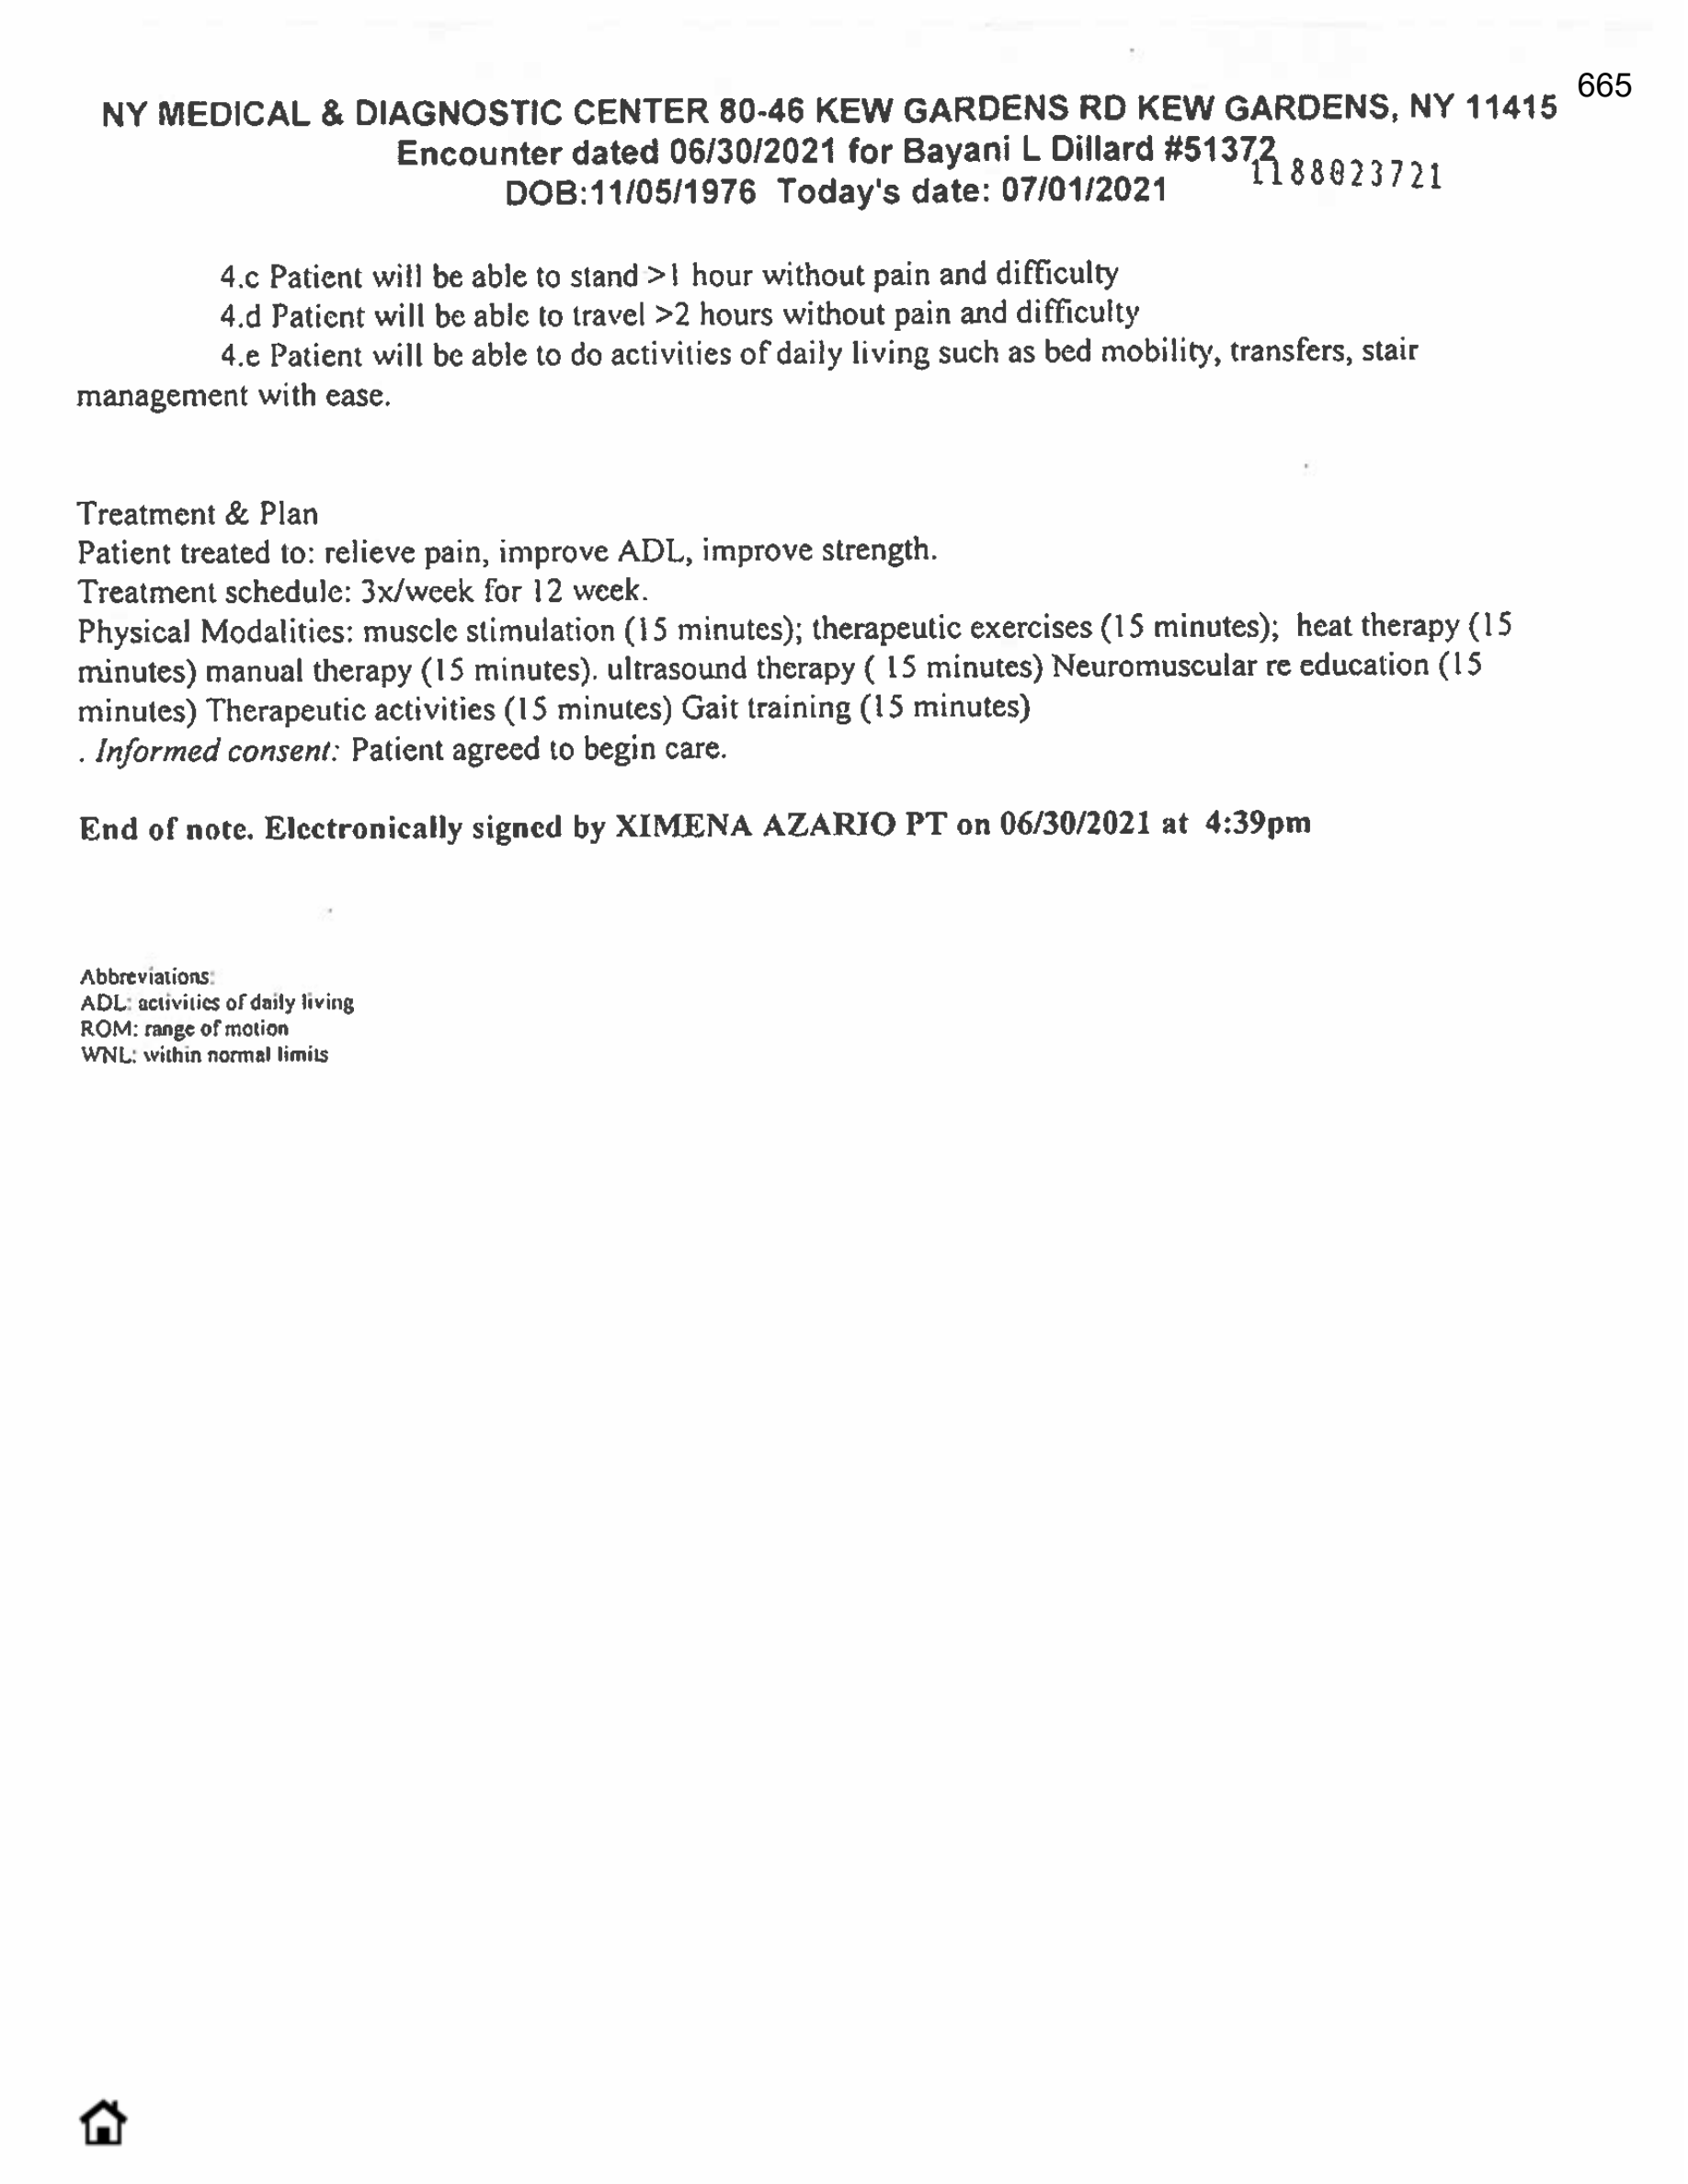 665
NY MEDICAL & DIAGNOSTIC CENTER 80-46 KEW GARDENS RD KEW GARDENS, NY 11415
Encounter dated 06/30/2021 for Bayani L Dillard #51372
1188023721
DOB:11/05/1976 Today's date: 07/01/2021
4.c Patient will be able to stand >1 hour without pain and difficulty
4.d Patient will be able to travel >2 hours without pain and difficulty
4.e Patient will be able to do activities of daily living such as bed mobility, transfers, stair
management with ease.
Treatment & Plan
Patient treated to: relieve pain, improve ADL, improve strength.
Treatment schedule: 3x/week for 12 week.
Physical Modalities: muscle stimulation (15 minutes); therapeutic exercises (15 minutes); heat therapy (15
minutes) manual therapy (15 minutes). ultrasound therapy ( 15 minutes) Neuromuscular re education (15
minutes) Therapeutic activities (15 minutes) Gait training (15 minutes)
. Informed consent: Patient agreed to begin care.
End of note. Electronically signed by XIMENA AZARIO PT on 06/30/2021 at 4:39pm
Abbreviations:
ADL: activities of daily living
ROM: range of motion
WNL: within normal limits